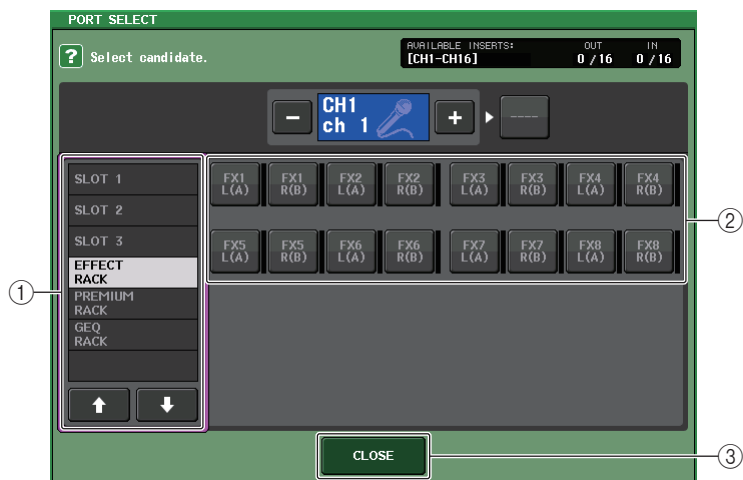 PORT SELECT
? Select candidate.
AVAILABLE INSERTS: OUT IN
[CH1-CH16] 0 /16 0 /16
CH1
ch 1
− + ----
SLOT 1
SLOT 2
SLOT 3
EFFECT
RACK
PREMIUM
RACK
GEQ
RACK
FX1 FX1 FX2 FX2 FX3 FX3 FX4 FX4
L(A) R(B) L(A) R(B) L(A) R(B) L(A) R(B)
FX5 FX5 FX6 FX6 FX7 FX7 FX8 FX8
L(A) R(B) L(A) R(B) L(A) R(B) L(A) R(B)
CLOSE
①
②
③